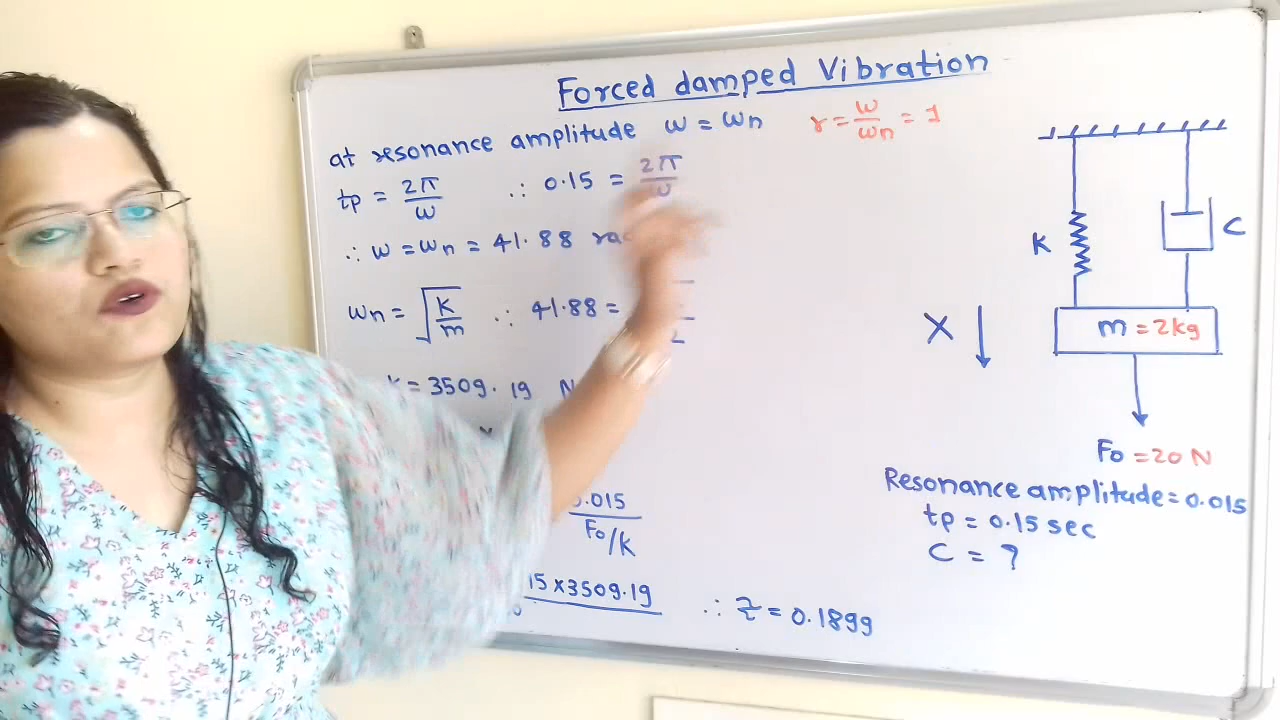 Forced damped Vibration
at resonance amplitude ω = ωn r = ω/ωn = 1
tp = 2π/ω ∴ 0.15 = 2π/ω
∴ ω = ωn = 41.88
ωn = √K/m ∴ 41.88 =
K = 3509.19 N
0.015
Fo/K
15 x 3509.19 ∴ ζ = 0.1899
K
C
X
m = 2kg
Fo = 20 N
Resonance amplitude = 0.015
tp = 0.15 sec
C = ?